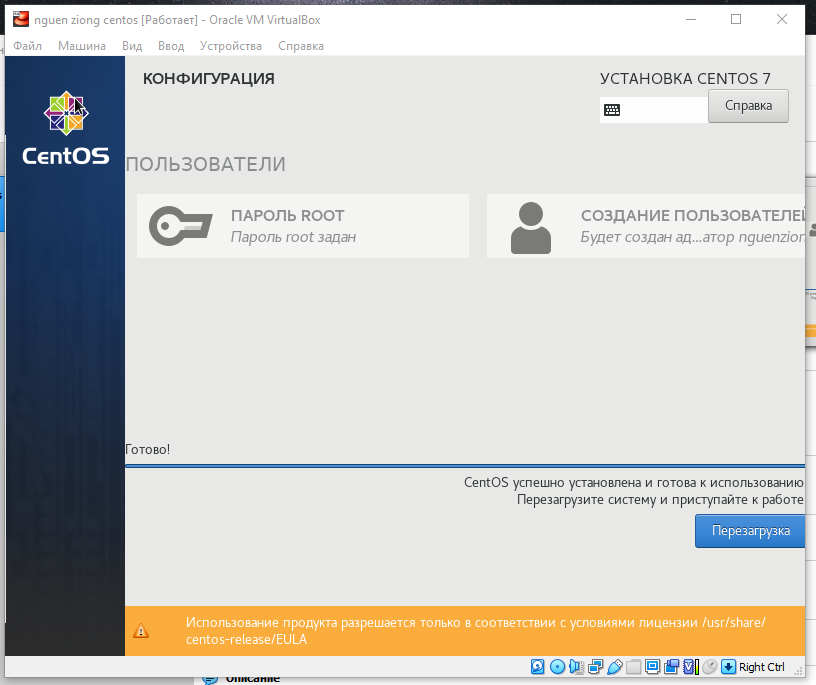 nguen ziong centos [Работает] - Oracle VM VirtualBox
Файл Машина Вид Ввод Устройства Справка
КОНФИГУРАЦИЯ
УСТАНОВКА CENTOS 7
Справка
CentOS
ПОЛЬЗОВАТЕЛИ
ПАРОЛЬ ROOT
Пароль root задан
СОЗДАНИЕ ПОЛЬЗОВАТЕЛЕЙ
Будет создан ад...атор nguenzion
Готово!
CentOS успешно установлена и готова к использованию
Перезагрузите систему и приступайте к работе
Перезагрузка
Использование продукта разрешается только в соответствии с условиями лицензии /usr/share/
centos-release/EULA
Right Ctrl
Описание